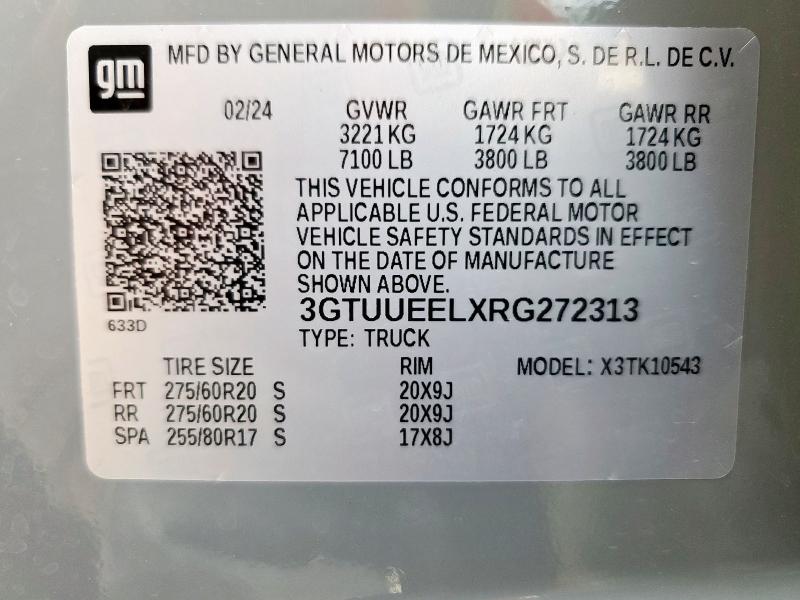 gm MFD BY GENERAL MOTORS DE MEXICO, S. DE R.L. DE C.V.
02/24 GVWR GAWR FRT GAWR RR
3221 KG 1724 KG 1724 KG
7100 LB 3800 LB 3800 LB
THIS VEHICLE CONFORMS TO ALL
APPLICABLE U.S. FEDERAL MOTOR
VEHICLE SAFETY STANDARDS IN EFFECT
ON THE DATE OF MANUFACTURE
SHOWN ABOVE.
3GTUUEELXRG272313
633D
TYPE: TRUCK
TIRE SIZE RIM MODEL: X3TK10543
FRT 275/60R20 S 20X9J
RR 275/60R20 S 20X9J
SPA 255/80R17 S 17X8J